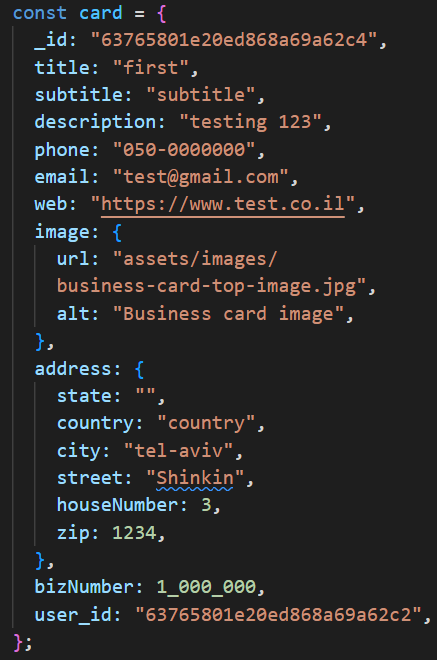 const card = {
  _id: "63765801e20ed868a69a62c4",
  title: "first",
  subtitle: "subtitle",
  description: "testing 123",
  phone: "050-0000000",
  email: "test@gmail.com",
  web: "https://www.test.co.il",
  image: {
    url: "assets/images/
    business-card-top-image.jpg",
    alt: "Business card image",
  },
  address: {
    state: "",
    country: "country",
    city: "tel-aviv",
    street: "Shinkin",
    houseNumber: 3,
    zip: 1234,
  },
  bizNumber: 1_000_000,
  user_id: "63765801e20ed868a69a62c2",
};